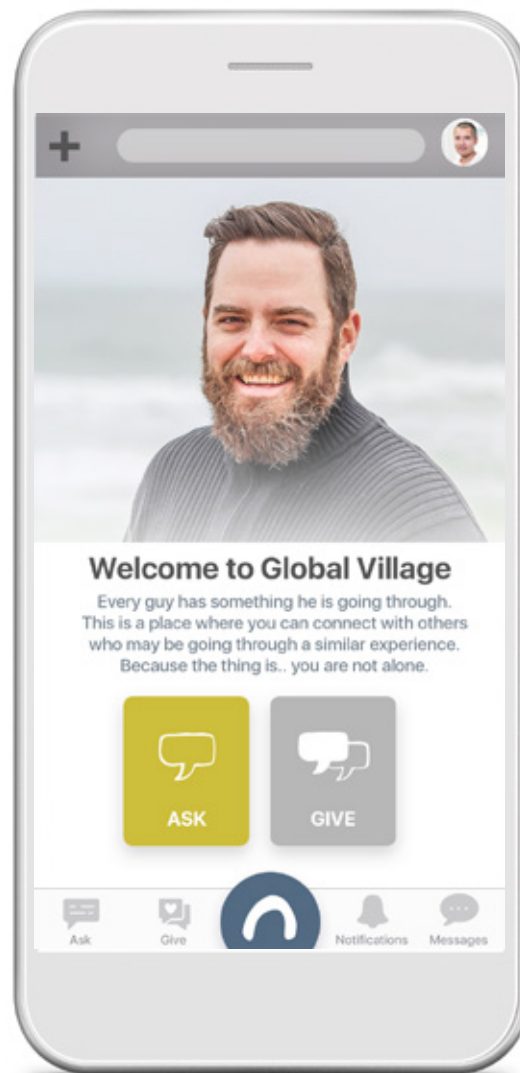 Welcome to Global Village
Every guy has something he is going through.
This is a place where you can connect with others
who may be going through a similar experience.
Because the thing is.. you are not alone.
ASK
GIVE
Ask
Give
Notifications
Messages